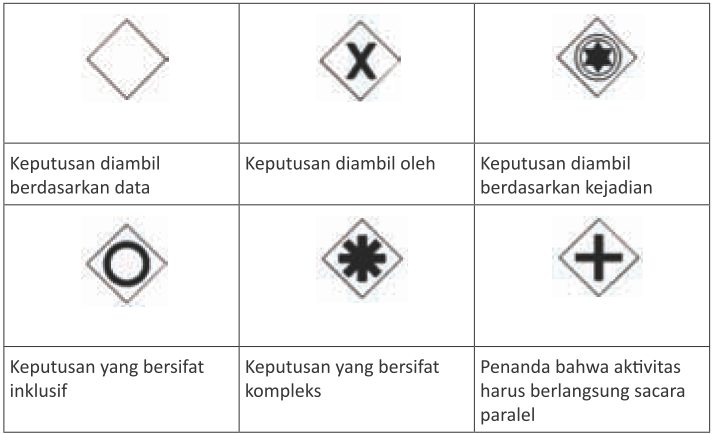 Keputusan diambil
berdasarkan data
Keputusan diambil oleh
Keputusan diambil
berdasarkan kejadian
Keputusan yang bersifat
inklusif
Keputusan yang bersifat
kompleks
Penanda bahwa aktivitas
harus berlangsung sacara
paralel